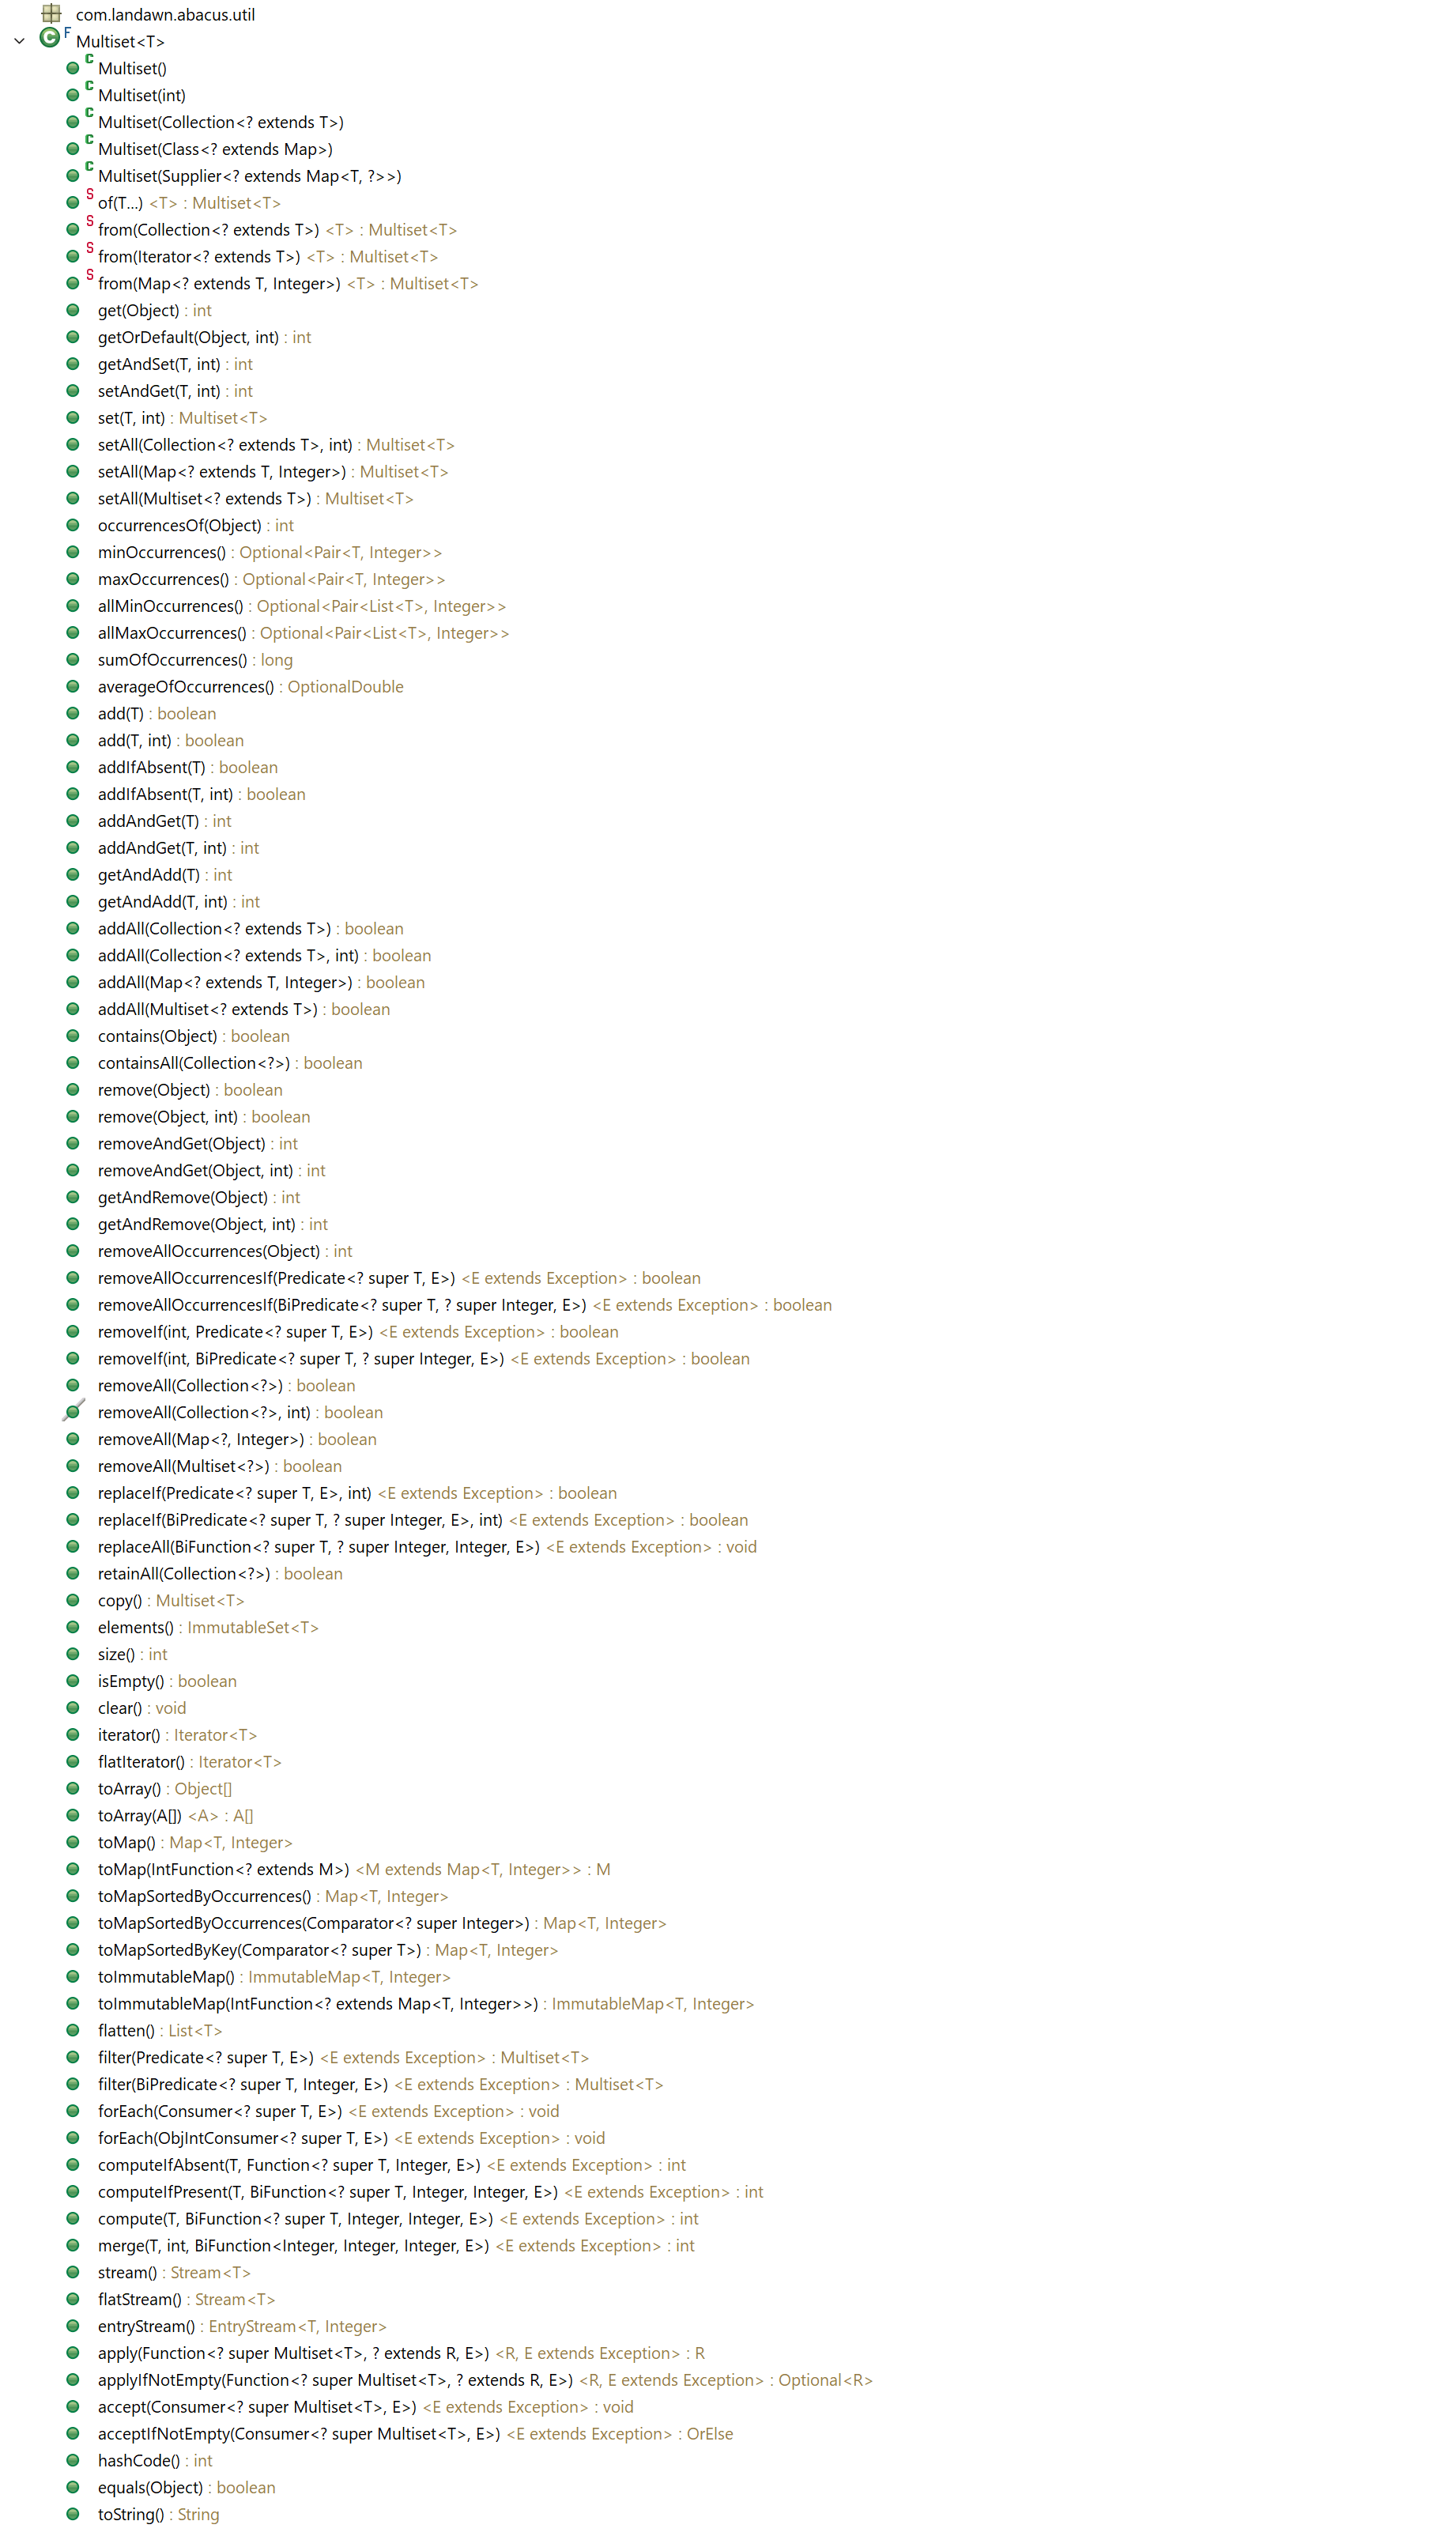 com.landawn.abacus.util
F Multiset<T>
C Multiset()
C Multiset(int)
C Multiset(Collection<? extends T>)
C Multiset(Class<? extends Map>)
C Multiset(Supplier<? extends Map<T, ?>>)
S of(T...) <T> : Multiset<T>
S from(Collection<? extends T>) <T> : Multiset<T>
S from(Iterator<? extends T>) <T> : Multiset<T>
S from(Map<? extends T, Integer>) <T> : Multiset<T>
get(Object) : int
getOrDefault(Object, int) : int
getAndSet(T, int) : int
setAndGet(T, int) : int
set(T, int) : Multiset<T>
setAll(Collection<? extends T>, int) : Multiset<T>
setAll(Map<? extends T, Integer>) : Multiset<T>
setAll(Multiset<? extends T>) : Multiset<T>
occurrencesOf(Object) : int
minOccurrences() : Optional<Pair<T, Integer>>
maxOccurrences() : Optional<Pair<T, Integer>>
allMinOccurrences() : Optional<Pair<List<T>, Integer>>
allMaxOccurrences() : Optional<Pair<List<T>, Integer>>
sumOfOccurrences() : long
averageOfOccurrences() : OptionalDouble
add(T) : boolean
add(T, int) : boolean
addIfAbsent(T) : boolean
addIfAbsent(T, int) : boolean
addAndGet(T) : int
addAndGet(T, int) : int
getAndAdd(T) : int
getAndAdd(T, int) : int
addAll(Collection<? extends T>) : boolean
addAll(Collection<? extends T>, int) : boolean
addAll(Map<? extends T, Integer>) : boolean
addAll(Multiset<? extends T>) : boolean
contains(Object) : boolean
containsAll(Collection<?>) : boolean
remove(Object) : boolean
remove(Object, int) : boolean
removeAndGet(Object) : int
removeAndGet(Object, int) : int
getAndRemove(Object) : int
getAndRemove(Object, int) : int
removeAllOccurrences(Object) : int
removeAllOccurrencesIf(Predicate<? super T, E>) <E extends Exception> : boolean
removeAllOccurrencesIf(BiPredicate<? super T, ? super Integer, E>) <E extends Exception> : boolean
removeIf(int, Predicate<? super T, E>) <E extends Exception> : boolean
removeIf(int, BiPredicate<? super T, ? super Integer, E>) <E extends Exception> : boolean
removeAll(Collection<?>) : boolean
removeAll(Collection<?>, int) : boolean
removeAll(Map<?, Integer>) : boolean
removeAll(Multiset<?>) : boolean
replaceIf(Predicate<? super T, E>, int) <E extends Exception> : boolean
replaceIf(BiPredicate<? super T, ? super Integer, E>, int) <E extends Exception> : boolean
replaceAll(BiFunction<? super T, ? super Integer, Integer, E>) <E extends Exception> : void
retainAll(Collection<?>) : boolean
copy() : Multiset<T>
elements() : ImmutableSet<T>
size() : int
isEmpty() : boolean
clear() : void
iterator() : Iterator<T>
flatIterator() : Iterator<T>
toArray() : Object[]
toArray(A[]) <A> : A[]
toMap() : Map<T, Integer>
toMap(IntFunction<? extends M>) <M extends Map<T, Integer>> : M
toMapSortedByOccurrences() : Map<T, Integer>
toMapSortedByOccurrences(Comparator<? super Integer>) : Map<T, Integer>
toMapSortedByKey(Comparator<? super T>) : Map<T, Integer>
toImmutableMap() : ImmutableMap<T, Integer>
toImmutableMap(IntFunction<? extends Map<T, Integer>>) : ImmutableMap<T, Integer>
flatten() : List<T>
filter(Predicate<? super T, E>) <E extends Exception> : Multiset<T>
filter(BiPredicate<? super T, Integer, E>) <E extends Exception> : Multiset<T>
forEach(Consumer<? super T, E>) <E extends Exception> : void
forEach(ObjIntConsumer<? super T, E>) <E extends Exception> : void
computeIfAbsent(T, Function<? super T, Integer, E>) <E extends Exception> : int
computeIfPresent(T, BiFunction<? super T, Integer, Integer, E>) <E extends Exception> : int
compute(T, BiFunction<? super T, Integer, Integer, E>) <E extends Exception> : int
merge(T, int, BiFunction<Integer, Integer, Integer, E>) <E extends Exception> : int
stream() : Stream<T>
flatStream() : Stream<T>
entryStream() : EntryStream<T, Integer>
apply(Function<? super Multiset<T>, ? extends R, E>) <R, E extends Exception> : R
applyIfNotEmpty(Function<? super Multiset<T>, ? extends R, E>) <R, E extends Exception> : Optional<R>
accept(Consumer<? super Multiset<T>, E>) <E extends Exception> : void
acceptIfNotEmpty(Consumer<? super Multiset<T>, E>) <E extends Exception> : OrElse
hashCode() : int
equals(Object) : boolean
toString() : String